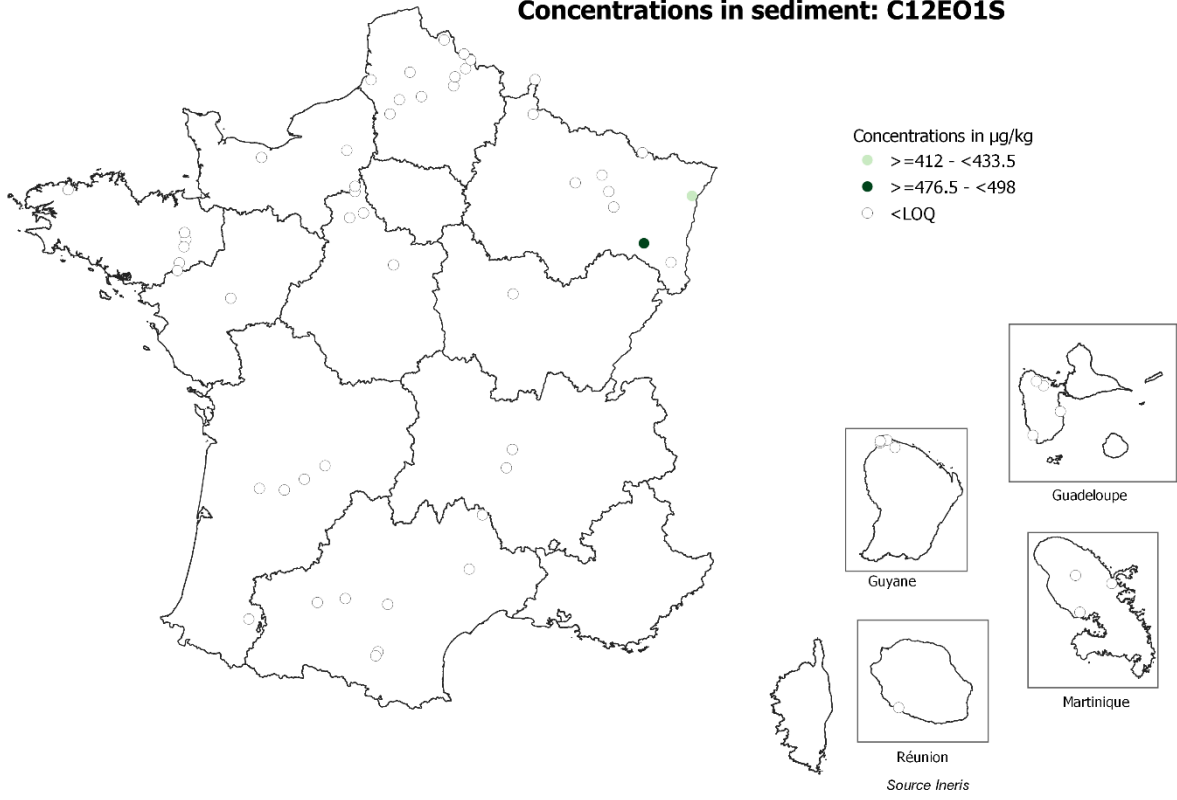 Concentrations in sediment: C12EO1S
Concentrations in µg/kg
>=412 - <433.5
>=476.5 - <498
<LOQ
Guadeloupe
Guyane
Martinique
Réunion
Source Ineris